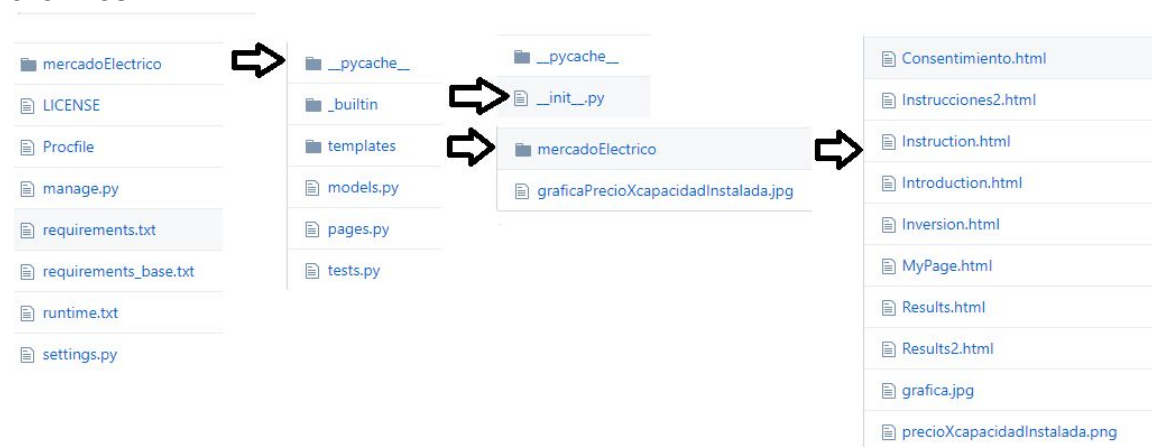 mercadoElectrico
LICENSE
Procfile
manage.py
requirements.txt
requirements_base.txt
runtime.txt
settings.py
__pycache__
_builtin
templates
models.py
pages.py
tests.py
__pycache__
__init__.py
mercadoElectrico
graficaPrecioXcapacidadInstalada.jpg
Consentimiento.html
Instrucciones2.html
Instruction.html
Introduction.html
Inversion.html
MyPage.html
Results.html
Results2.html
grafica.jpg
precioXcapacidadInstalada.png